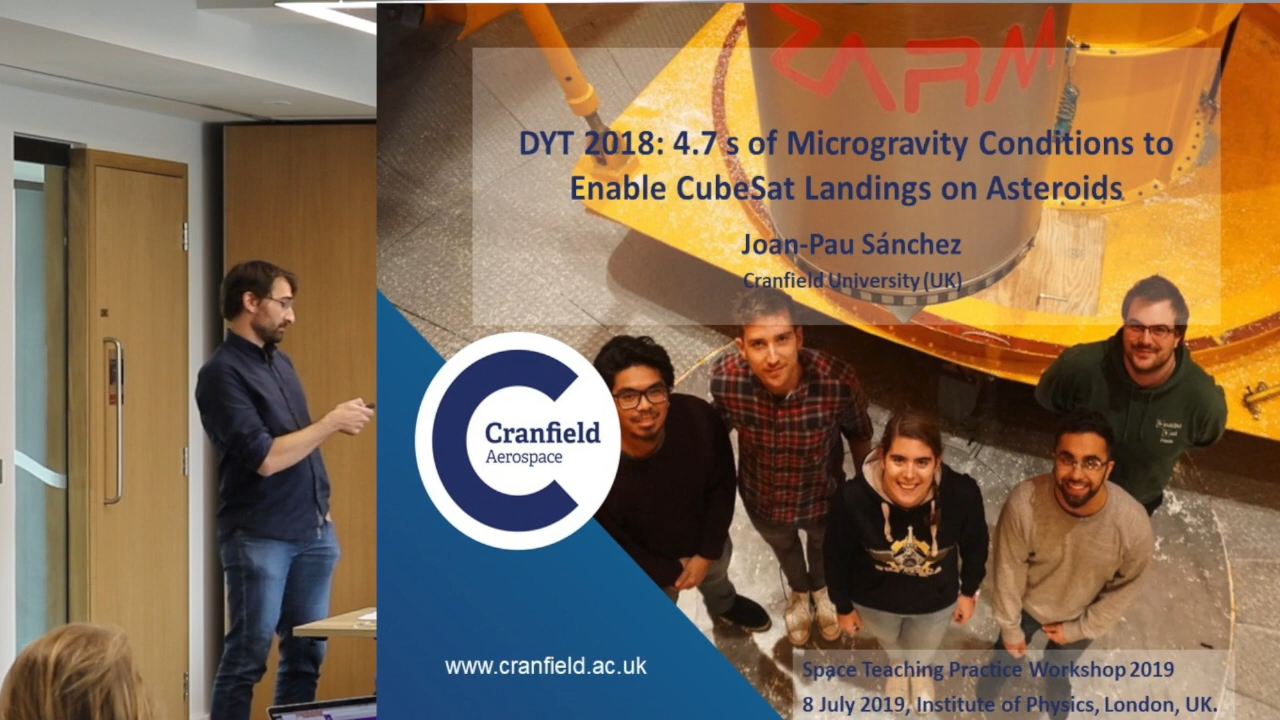 ZARM
DYT 2018: 4.7 s of Microgravity Conditions to
Enable CubeSat Landings on Asteroids
Joan-Pau Sánchez
Cranfield University (UK)
Cranfield
Aerospace
www.cranfield.ac.uk
Space Teaching Practice Workshop 2019
8 July 2019, Institute of Physics, London, UK.